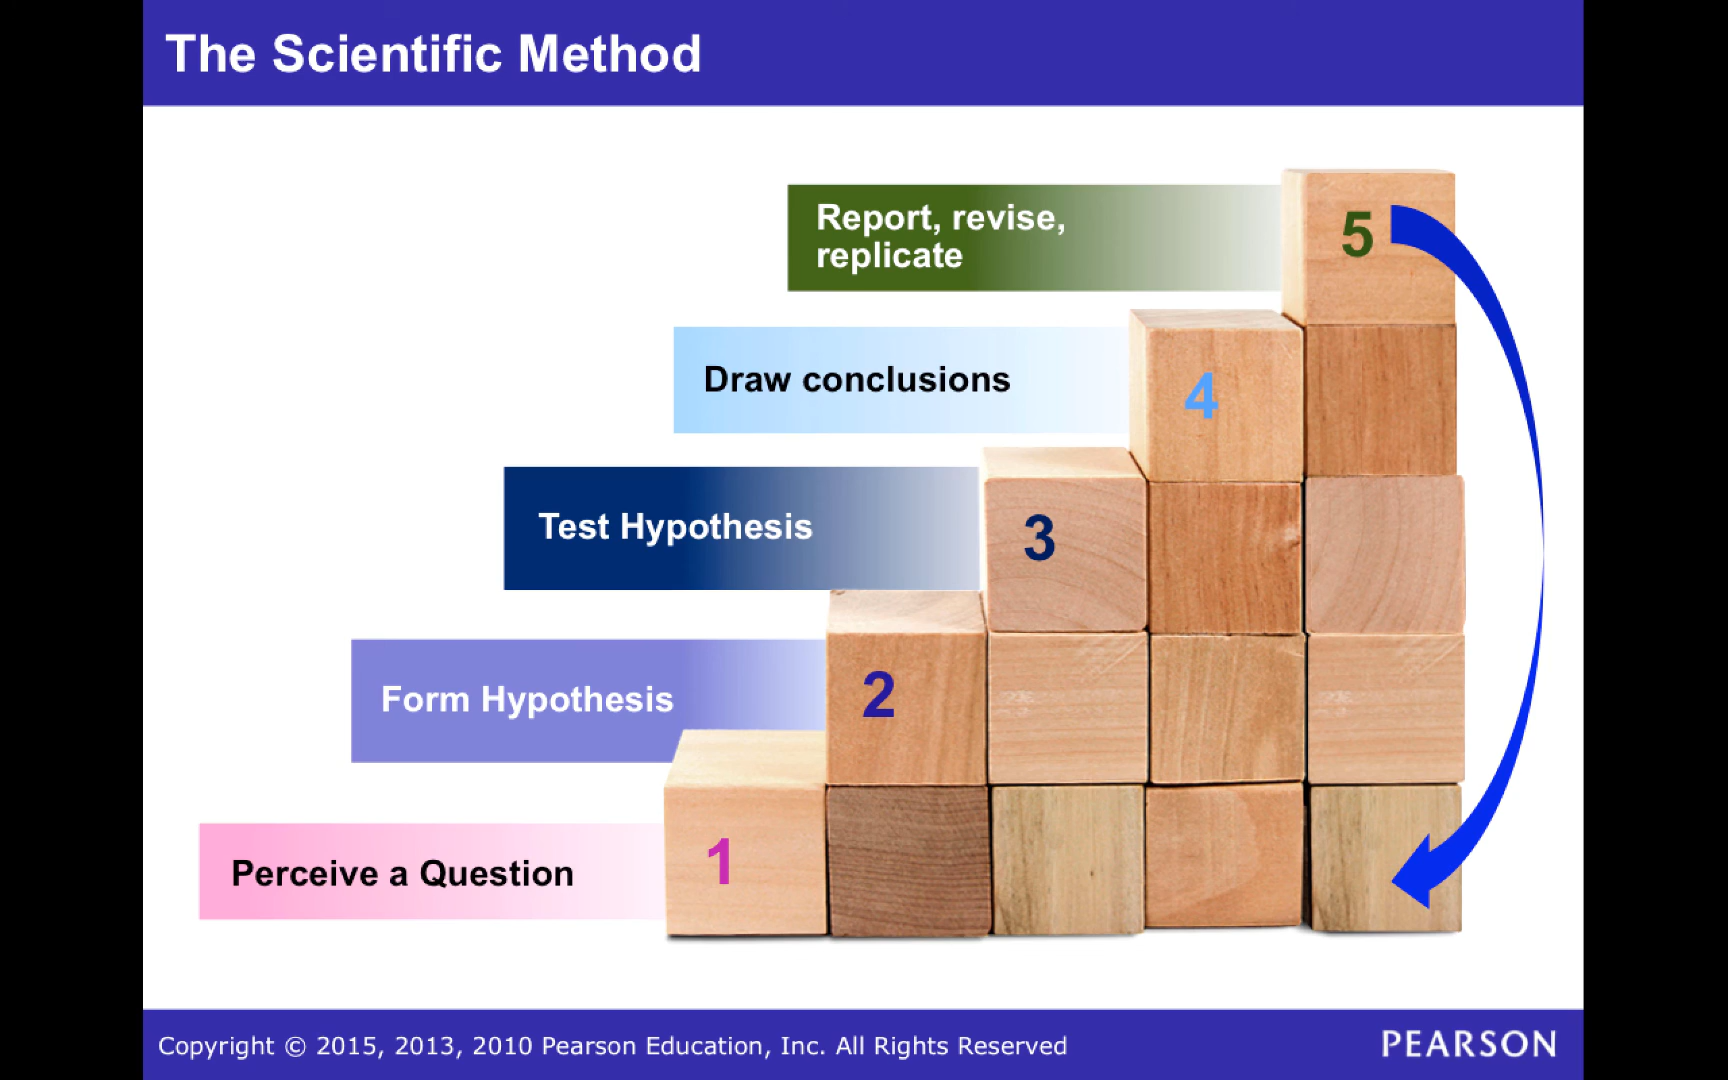 The Scientific Method
Report, revise,
replicate
5
Draw conclusions
4
Test Hypothesis
3
Form Hypothesis
2
Perceive a Question
1
Copyright © 2015, 2013, 2010 Pearson Education, Inc. All Rights Reserved
PEARSON